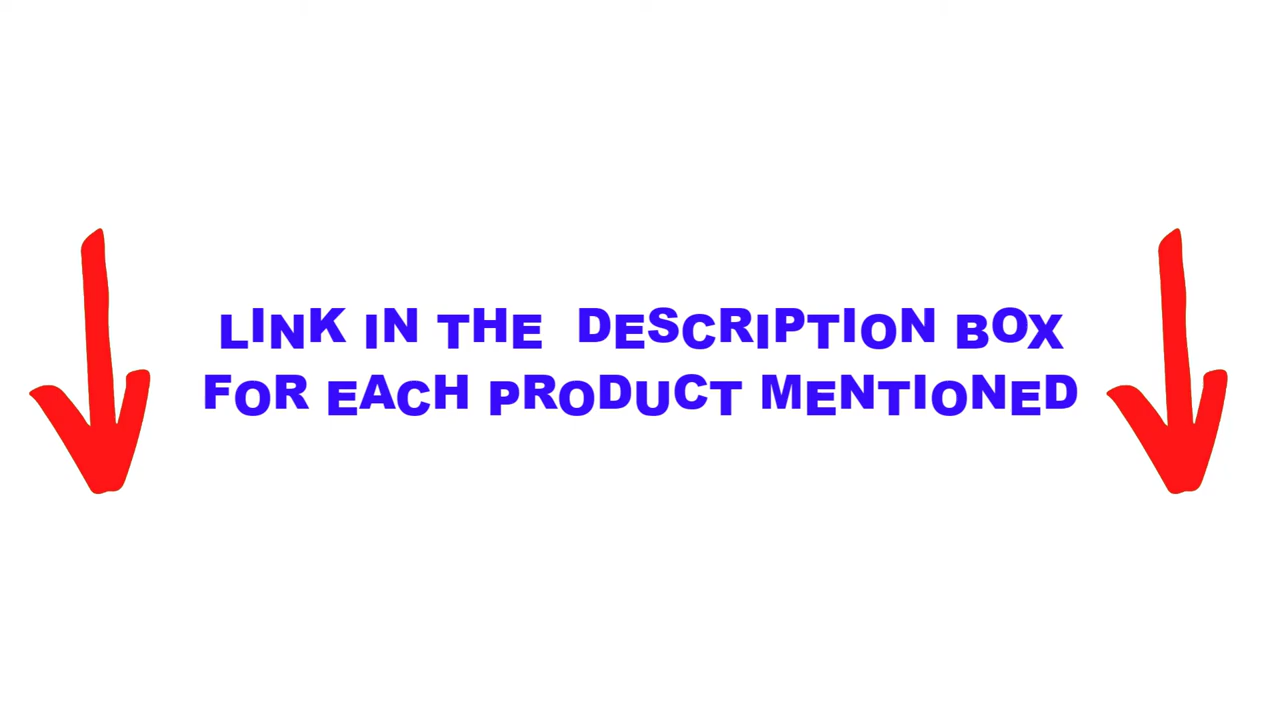 LINK IN THE DESCRIPTION BOX
FOR EACH PRODUCT MENTIONED